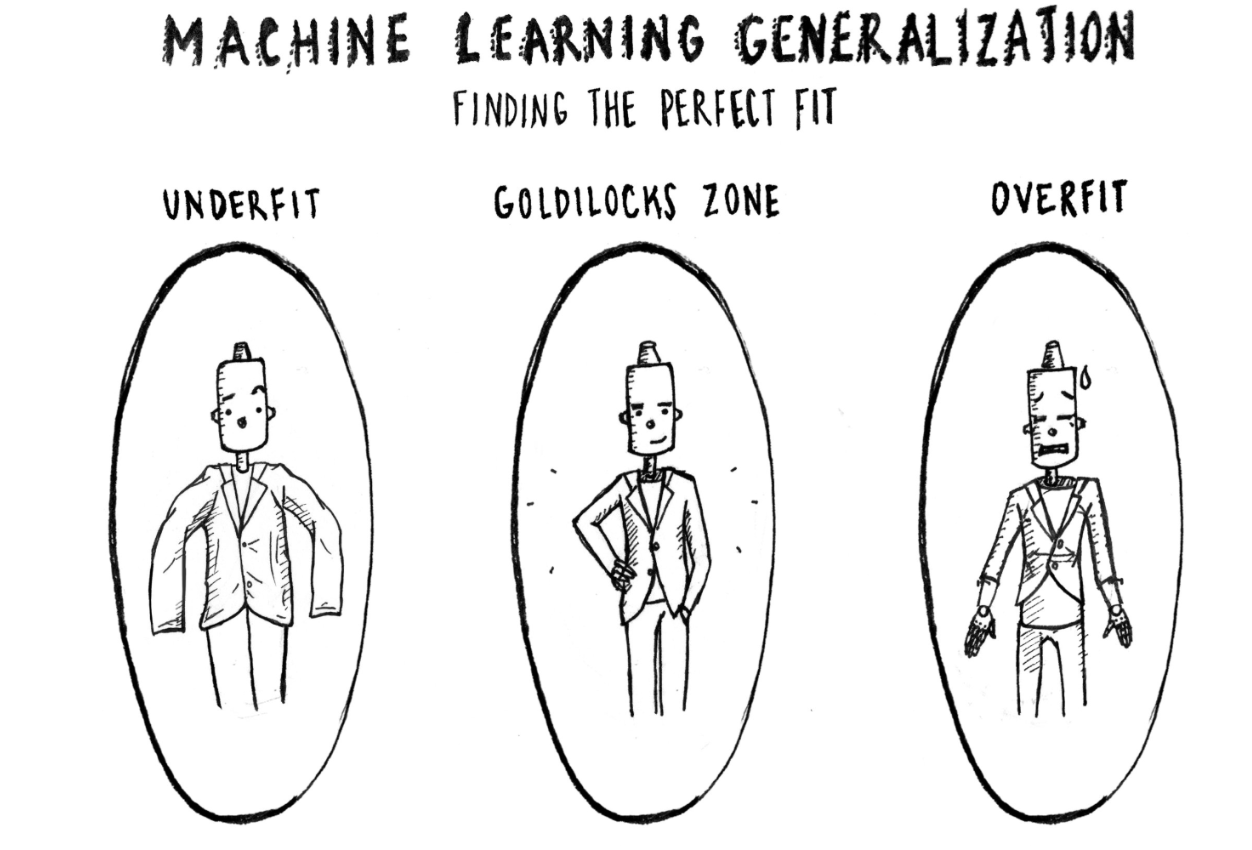 MACHINE LEARNING GENERALIZATION
FINDING THE PERFECT FIT
UNDERFIT
GOLDILOCKS ZONE
OVERFIT